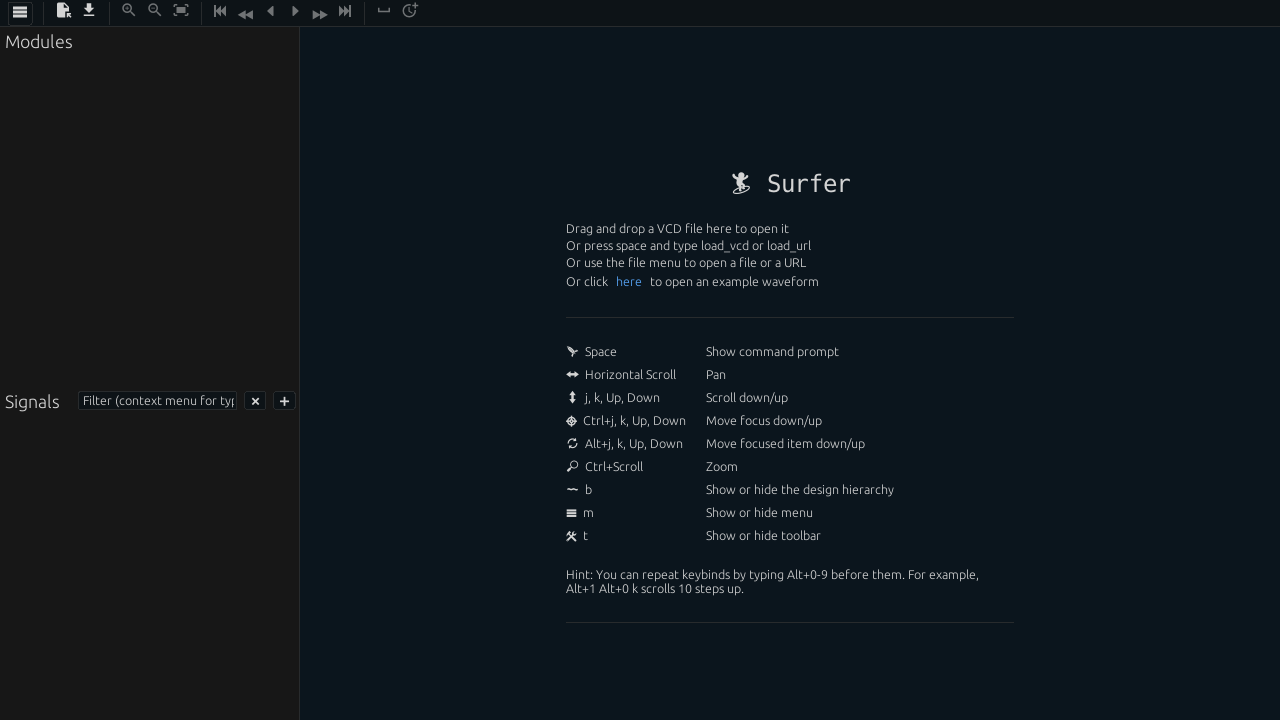 Modules
Surfer
Drag and drop a VCD file here to open it
Or press space and type load_vcd or load_url
Or use the file menu to open a file or a URL
Or click here to open an example waveform
Space Show command prompt
Horizontal Scroll Pan
j, k, Up, Down Scroll down/up
Signals Filter (context menu for typ
Ctrl+j, k, Up, Down Move focus down/up
Alt+j, k, Up, Down Move focused item down/up
Ctrl+Scroll Zoom
b Show or hide the design hierarchy
m Show or hide menu
t Show or hide toolbar
Hint: You can repeat keybinds by typing Alt+0-9 before them. For example,
Alt+1 Alt+0 k scrolls 10 steps up.